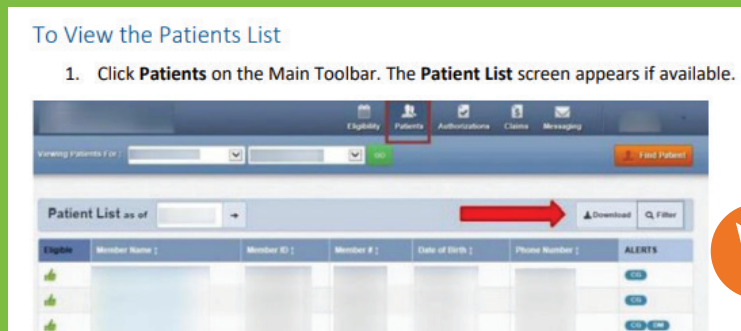 To View the Patients List
1. Click Patients on the Main Toolbar. The Patient List screen appears if available.
Eligibility Patients Authorizations Claims Messaging
Viewing Patients For : GO Find Patient
Patient List as of Download Filter
Eligible Member Name Member ID Member # Date of Birth Phone Number ALERTS
CG
CG
CG DM